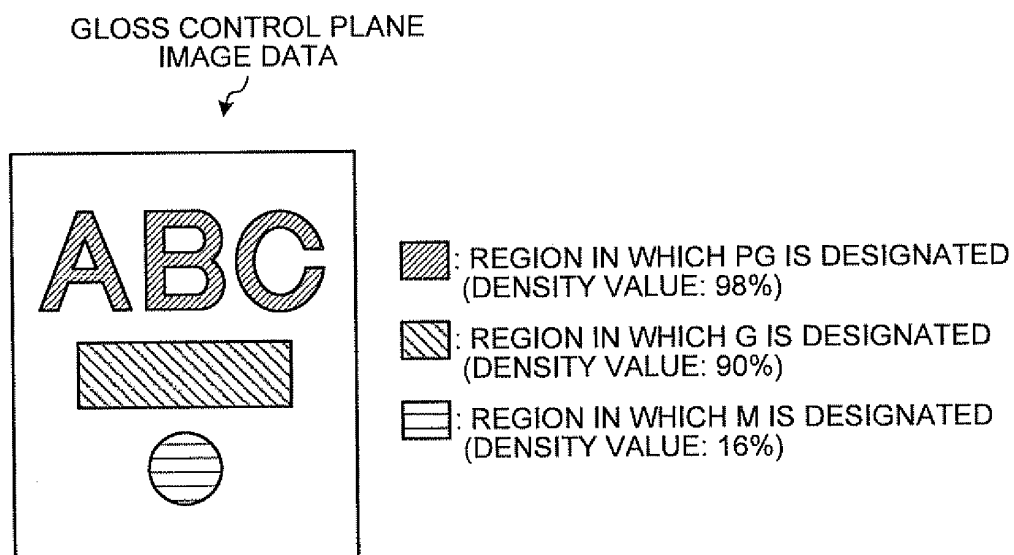 GLOSS CONTROL PLANE
IMAGE DATA
ABC
: REGION IN WHICH PG IS DESIGNATED
(DENSITY VALUE: 98%)
: REGION IN WHICH G IS DESIGNATED
(DENSITY VALUE: 90%)
: REGION IN WHICH M IS DESIGNATED
(DENSITY VALUE: 16%)